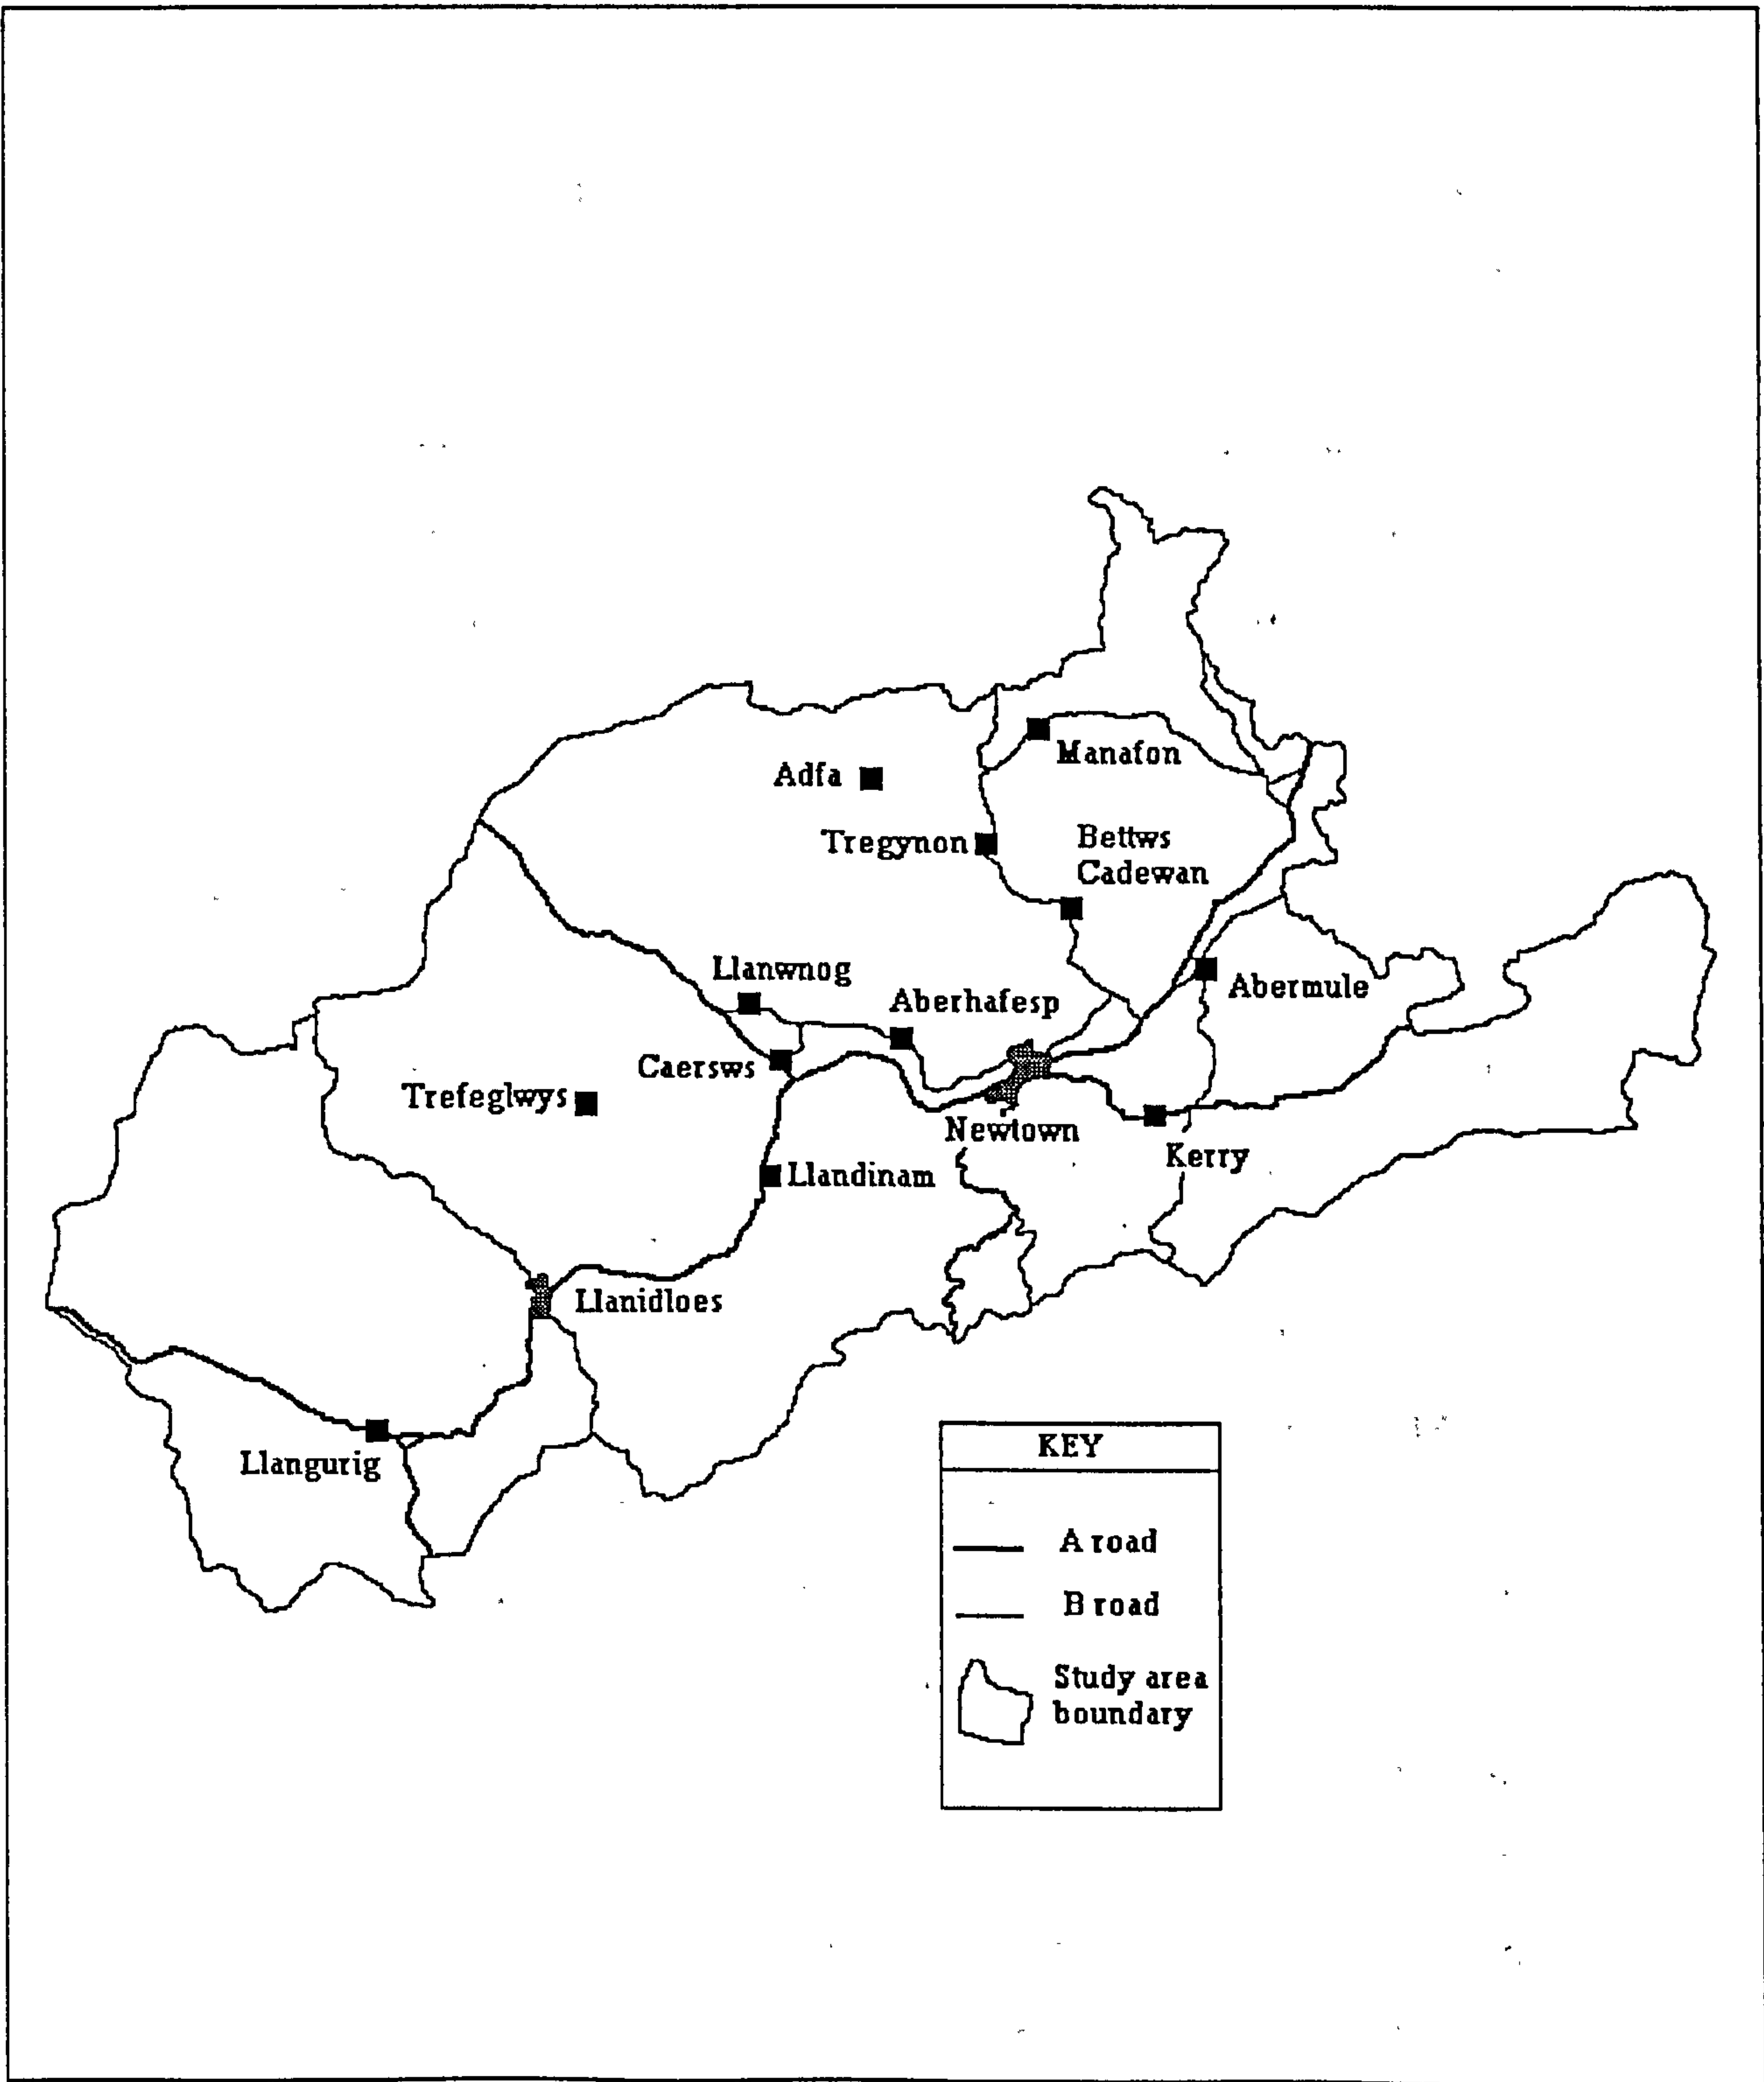 Manafon
Adfa
Tregynon
Bettws
Cadewan
Llanwnog
Aberhafesp
Abermule
Caersws
Trefeglwys
Newtown
Kerry
Llandinam
Llanidloes
Llangurig
KEY
A road
B road
Study area
boundary